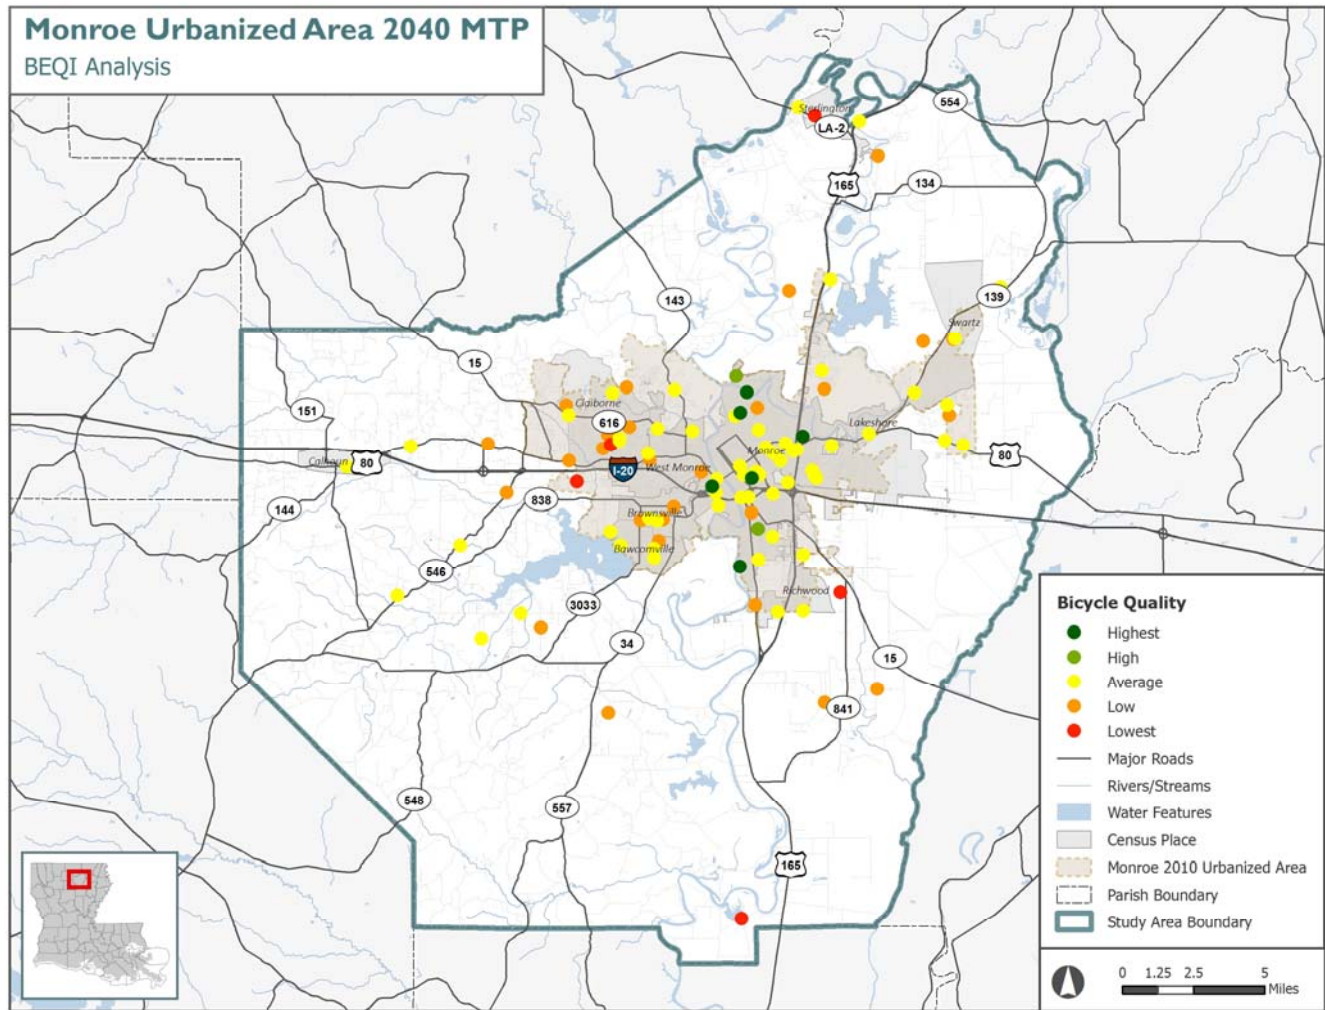 Monroe Urbanized Area 2040 MTP
BEQI Analysis
Sterlington
LA-2
554
165
134
143
139
Swartz
15
151
Claiborne
616
Lakeshore
Calhoun
80
I-20
West Monroe
Monroe
80
144
838
Brownsville
Bawcomville
546
3033
34
Richwood
15
841
548
557
165
Bicycle Quality
Highest
High
Average
Low
Lowest
Major Roads
Rivers/Streams
Water Features
Census Place
Monroe 2010 Urbanized Area
Parish Boundary
Study Area Boundary
0 1.25 2.5 5
Miles